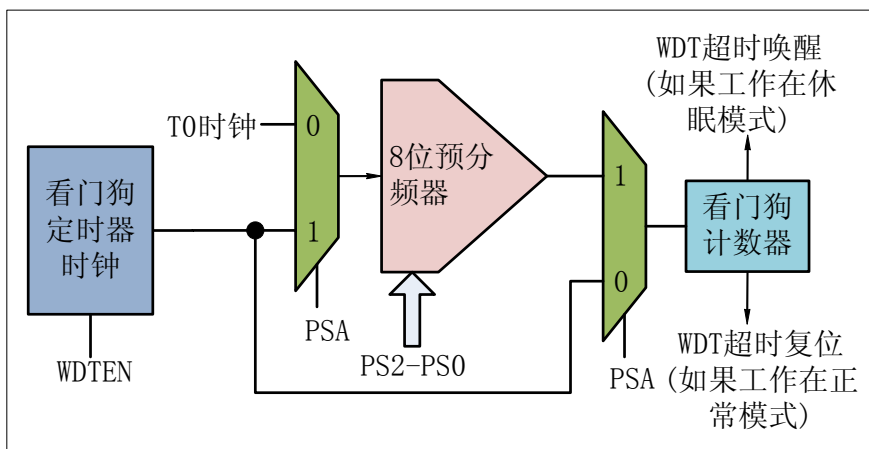 WDT超时唤醒
(如果工作在休
眠模式)
T0时钟
0
1
8位预分
频器
1
0
看门狗
定时器
时钟
看门狗
计数器
PSA
PS2-PS0
WDTEN
WDT超时复位
PSA
(如果工作在正
常模式)